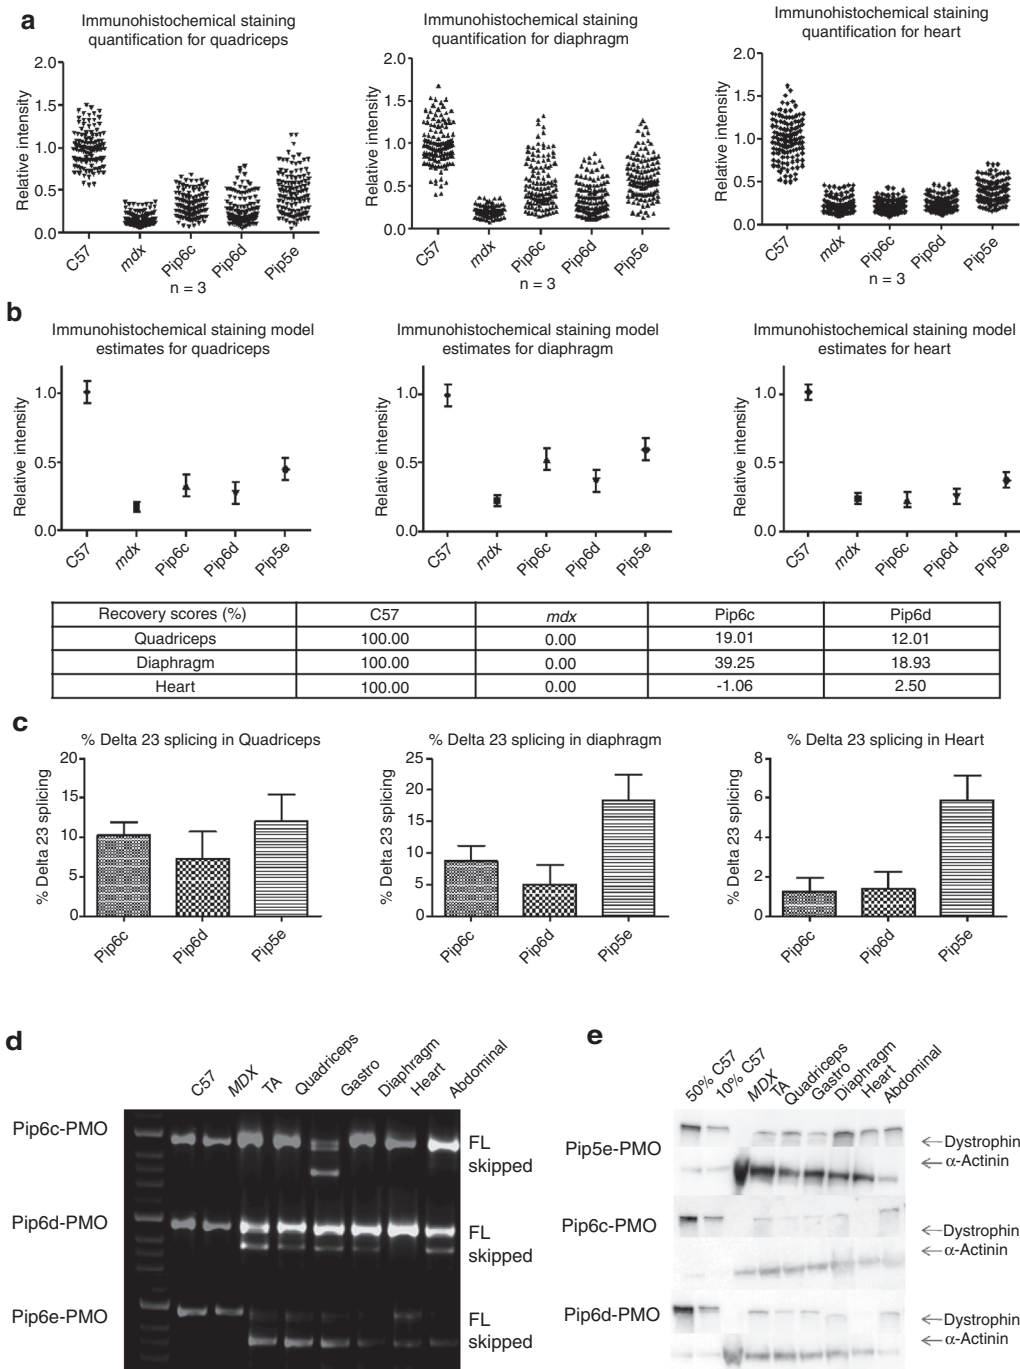 a
Immunohistochemical staining
quantification for quadriceps
Immunohistochemical staining
quantification for diaphragm
Immunohistochemical staining
quantification for heart
Relative intensity
2.0
1.5
1.0
0.5
0.0
C57
mdx
Pip6c
Pip6d
Pip5e
n = 3
Relative intensity
2.0
1.5
1.0
0.5
0.0
C57
mdx
Pip6c
Pip6d
Pip5e
n = 3
Relative intensity
2.0
1.5
1.0
0.5
0.0
C57
mdx
Pip6c
Pip6d
Pip5e
n = 3
b
Immunohistochemical staining model
estimates for quadriceps
Immunohistochemical staining model
estimates for diaphragm
Immunohistochemical staining model
estimates for heart
Relative intensity
1.0
0.5
0.0
C57
mdx
Pip6c
Pip6d
Pip5e
Relative intensity
1.0
0.5
0.0
C57
mdx
Pip6c
Pip6d
Pip5e
Relative intensity
1.0
0.5
0.0
C57
mdx
Pip6c
Pip6d
Pip5e
Recovery scores (%) C57 mdx Pip6c Pip6d
Quadriceps 100.00 0.00 19.01 12.01
Diaphragm 100.00 0.00 39.25 18.93
Heart 100.00 0.00 -1.06 2.50
c
% Delta 23 splicing in Quadriceps
% Delta 23 splicing in diaphragm
% Delta 23 splicing in Heart
% Delta 23 splicing
20
15
10
5
0
Pip6c
Pip6d
Pip5e
% Delta 23 splicing
25
20
15
10
5
0
Pip6c
Pip6d
Pip5e
% Delta 23 splicing
8
6
4
2
0
Pip6c
Pip6d
Pip5e
d
C57
MDX
TA
Quadriceps
Gastro
Diaphragm
Heart
Abdominal
Pip6c-PMO
FL
skipped
Pip6d-PMO
FL
skipped
Pip6e-PMO
FL
skipped
e
50% C57
10% C57
MDX
TA
Quadriceps
Gastro
Diaphragm
Heart
Abdominal
Pip5e-PMO
←Dystrophin
←α-Actinin
Pip6c-PMO
←Dystrophin
←α-Actinin
Pip6d-PMO
←Dystrophin
←α-Actinin